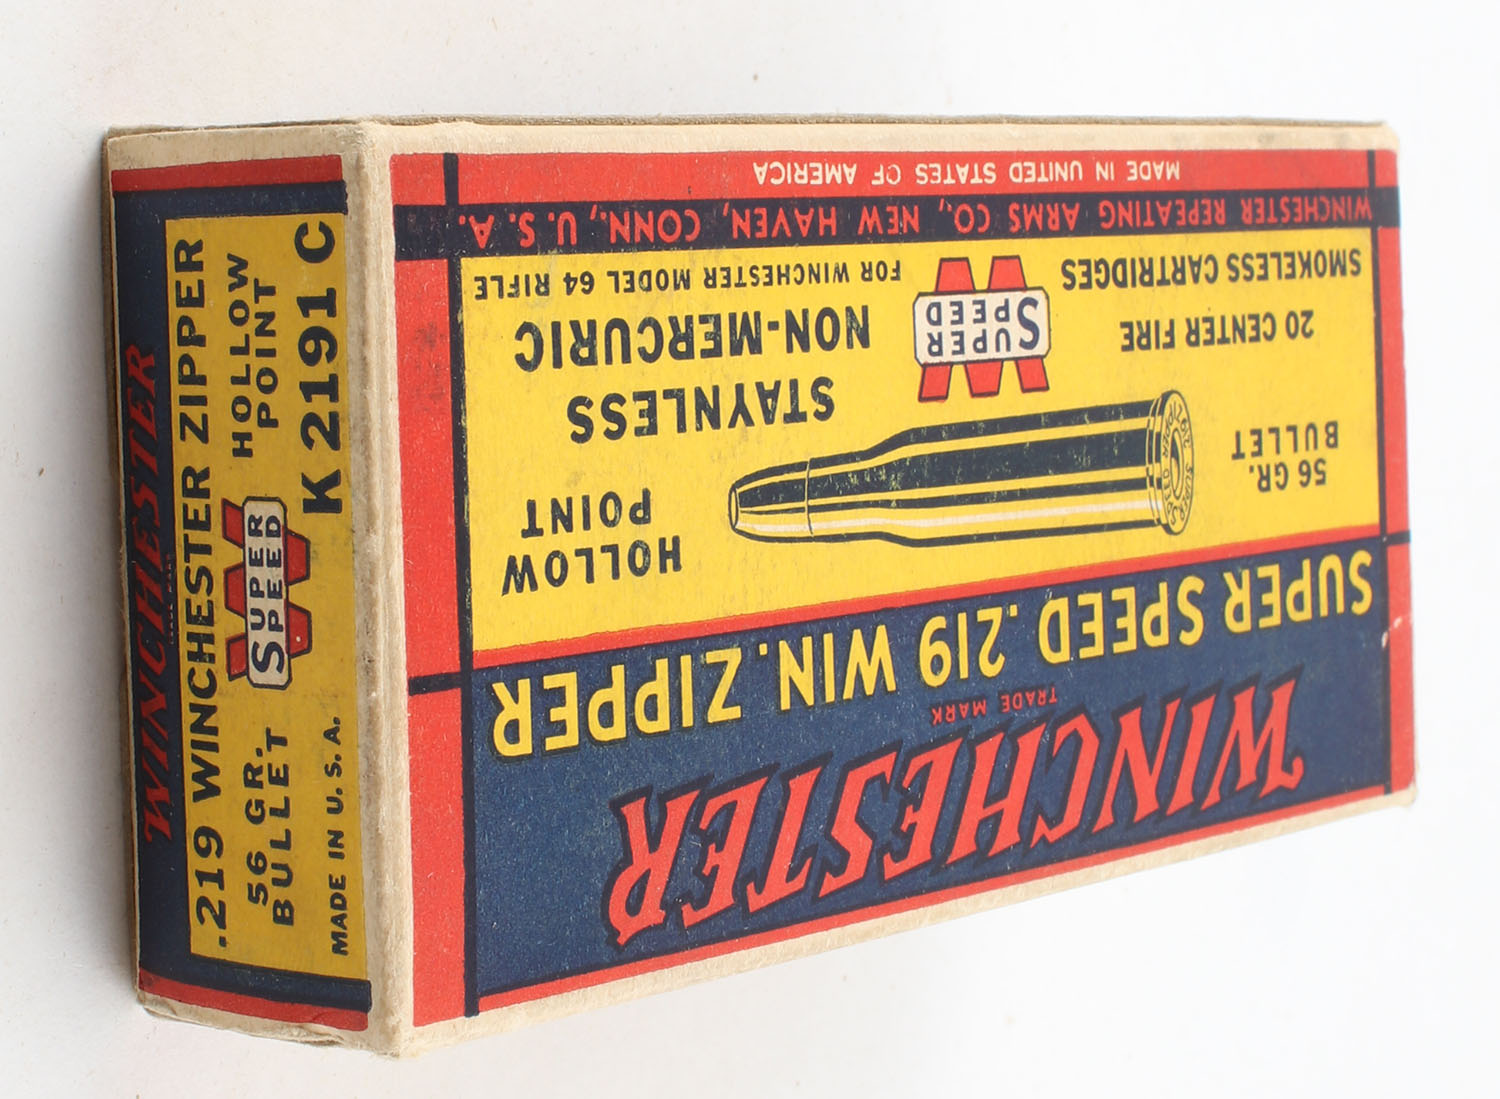 WINCHESTER
TRADE MARK
SUPER SPEED .219 WIN. ZIPPER
56 GR.
BULLET
HOLLOW
POINT
STAYNLESS
NON-MERCURIC
20 CENTER FIRE
SMOKELESS CARTRIDGES
SUPER
SPEED
FOR WINCHESTER MODEL 64 RIFLE
WINCHESTER REPEATING ARMS CO., NEW HAVEN, CONN., U. S. A.
MADE IN UNITED STATES OF AMERICA
WINCHESTER
TRADE MARK
.219 WINCHESTER ZIPPER
56 GR.
BULLET
SUPER
SPEED
HOLLOW
POINT
MADE IN U. S. A.
K 2191 C